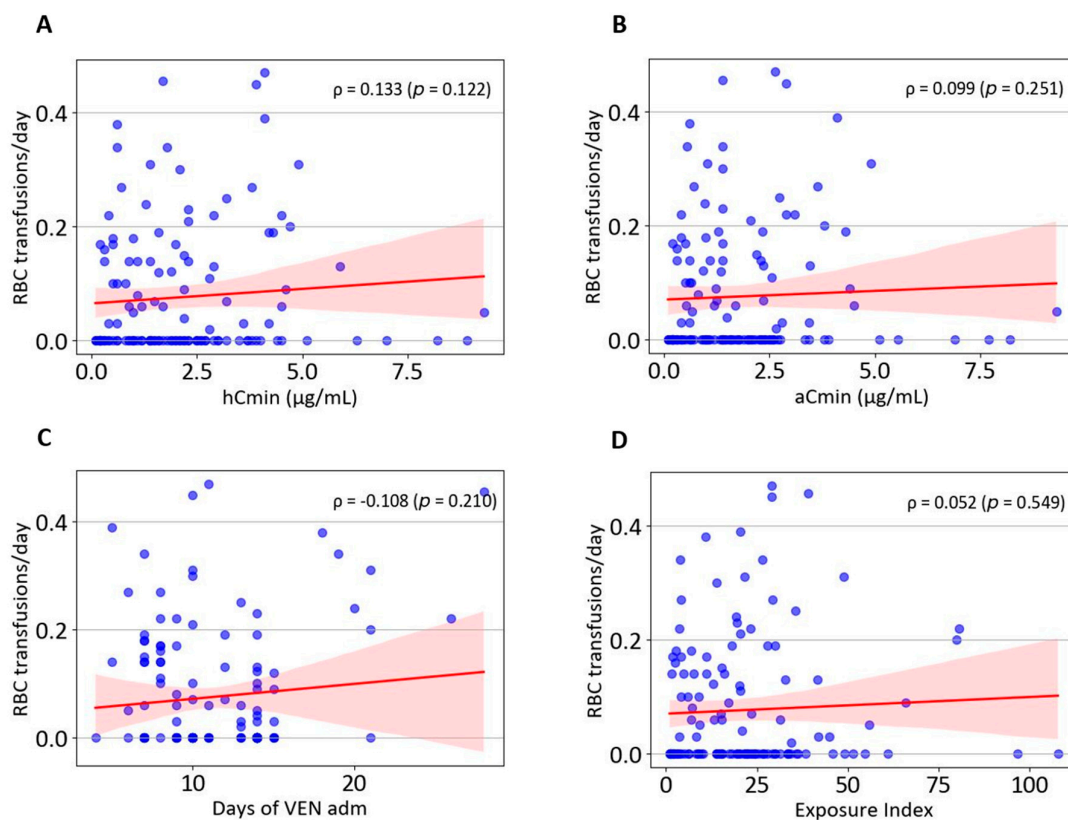 A
B
ρ = 0.133 (p = 0.122)
ρ = 0.099 (p = 0.251)
RBC transfusions/day
0.4
0.2
0.0
0.0
2.5
5.0
7.5
hCmin (µg/mL)
RBC transfusions/day
0.4
0.2
0.0
0.0
2.5
5.0
7.5
aCmin (µg/mL)
C
D
ρ = -0.108 (p = 0.210)
ρ = 0.052 (p = 0.549)
RBC transfusions/day
0.4
0.2
0.0
10
20
Days of VEN adm
RBC transfusions/day
0.4
0.2
0.0
0
25
50
75
100
Exposure Index